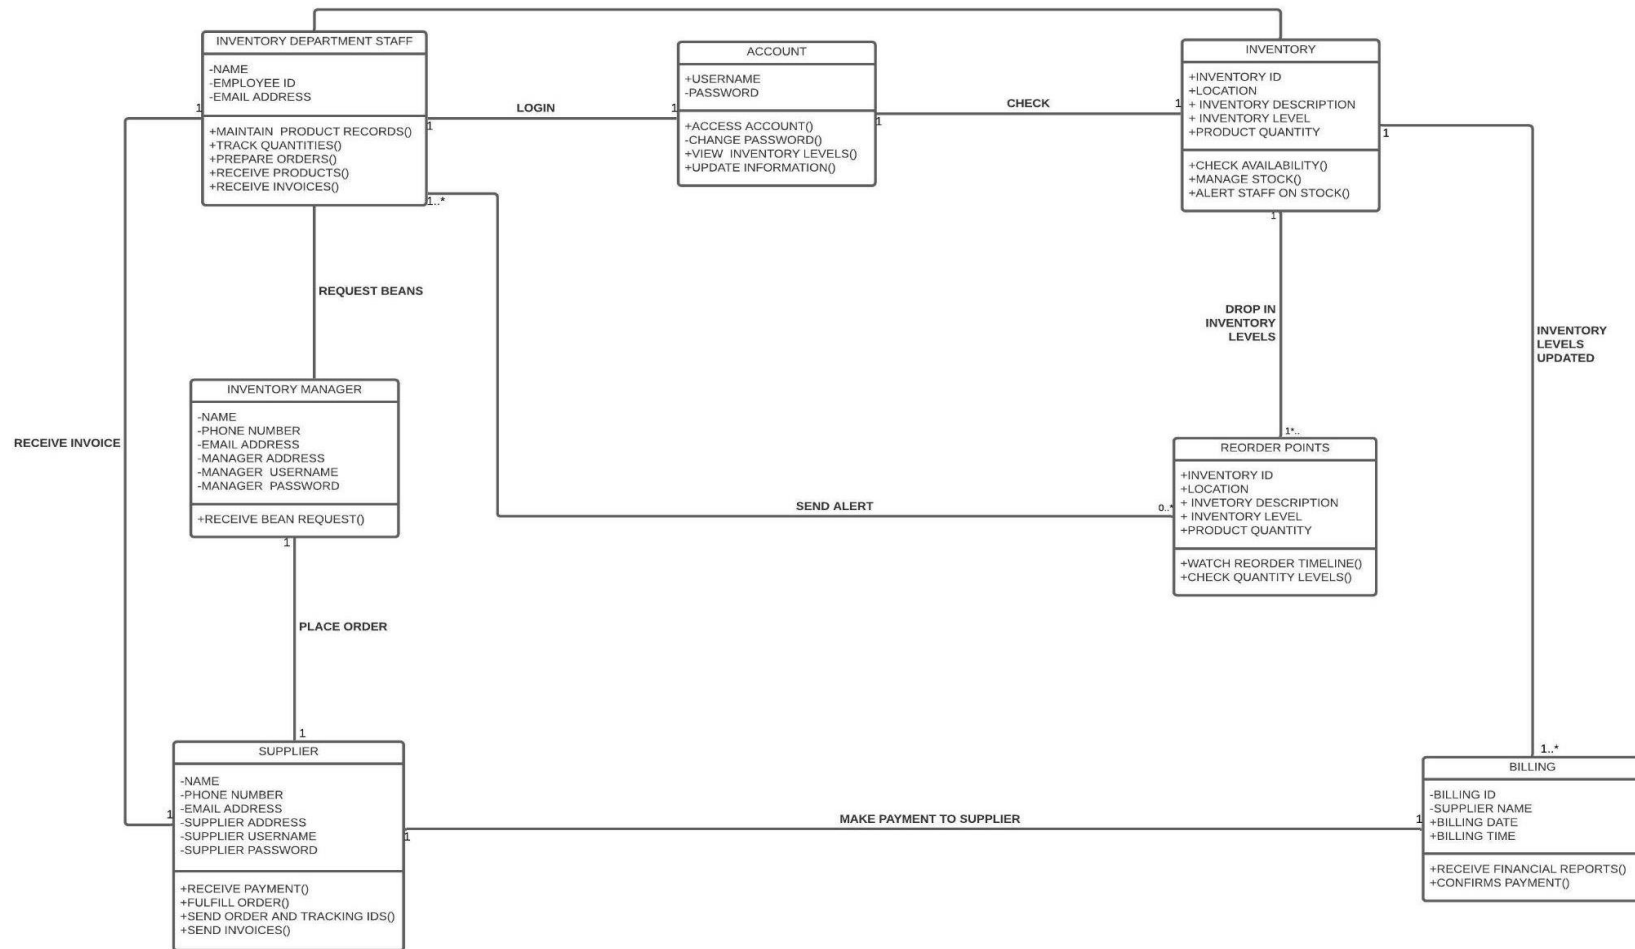 INVENTORY DEPARTMENT STAFF
-NAME
-EMPLOYEE ID
-EMAIL ADDRESS
+MAINTAIN PRODUCT RECORDS()
+TRACK QUANTITIES()
+PREPARE ORDERS()
+RECEIVE PRODUCTS()
+RECEIVE INVOICES()
1
1
1..*
LOGIN
1
ACCOUNT
+USERNAME
-PASSWORD
+ACCESS ACCOUNT()
-CHANGE PASSWORD()
+VIEW INVENTORY LEVELS()
+UPDATE INFORMATION()
1
CHECK
1
INVENTORY
+INVENTORY ID
+LOCATION
+ INVENTORY DESCRIPTION
+ INVENTORY LEVEL
+PRODUCT QUANTITY
+CHECK AVAILABILITY()
+MANAGE STOCK()
+ALERT STAFF ON STOCK()
1
1
REQUEST BEANS
DROP IN
INVENTORY
LEVELS
INVENTORY
LEVELS
UPDATED
RECEIVE INVOICE
INVENTORY MANAGER
-NAME
-PHONE NUMBER
-EMAIL ADDRESS
-MANAGER ADDRESS
-MANAGER USERNAME
-MANAGER PASSWORD
+RECEIVE BEAN REQUEST()
1
SEND ALERT
1*..
0..*
REORDER POINTS
+INVENTORY ID
+LOCATION
+ INVETORY DESCRIPTION
+ INVENTORY LEVEL
+PRODUCT QUANTITY
+WATCH REORDER TIMELINE()
+CHECK QUANTITY LEVELS()
PLACE ORDER
1
1
SUPPLIER
-NAME
-PHONE NUMBER
-EMAIL ADDRESS
-SUPPLIER ADDRESS
-SUPPLIER USERNAME
-SUPPLIER PASSWORD
+RECEIVE PAYMENT()
+FULFILL ORDER()
+SEND ORDER AND TRACKING IDS()
+SEND INVOICES()
1
MAKE PAYMENT TO SUPPLIER
1
1..*
BILLING
-BILLING ID
-SUPPLIER NAME
+BILLING DATE
+BILLING TIME
+RECEIVE FINANCIAL REPORTS()
+CONFIRMS PAYMENT()